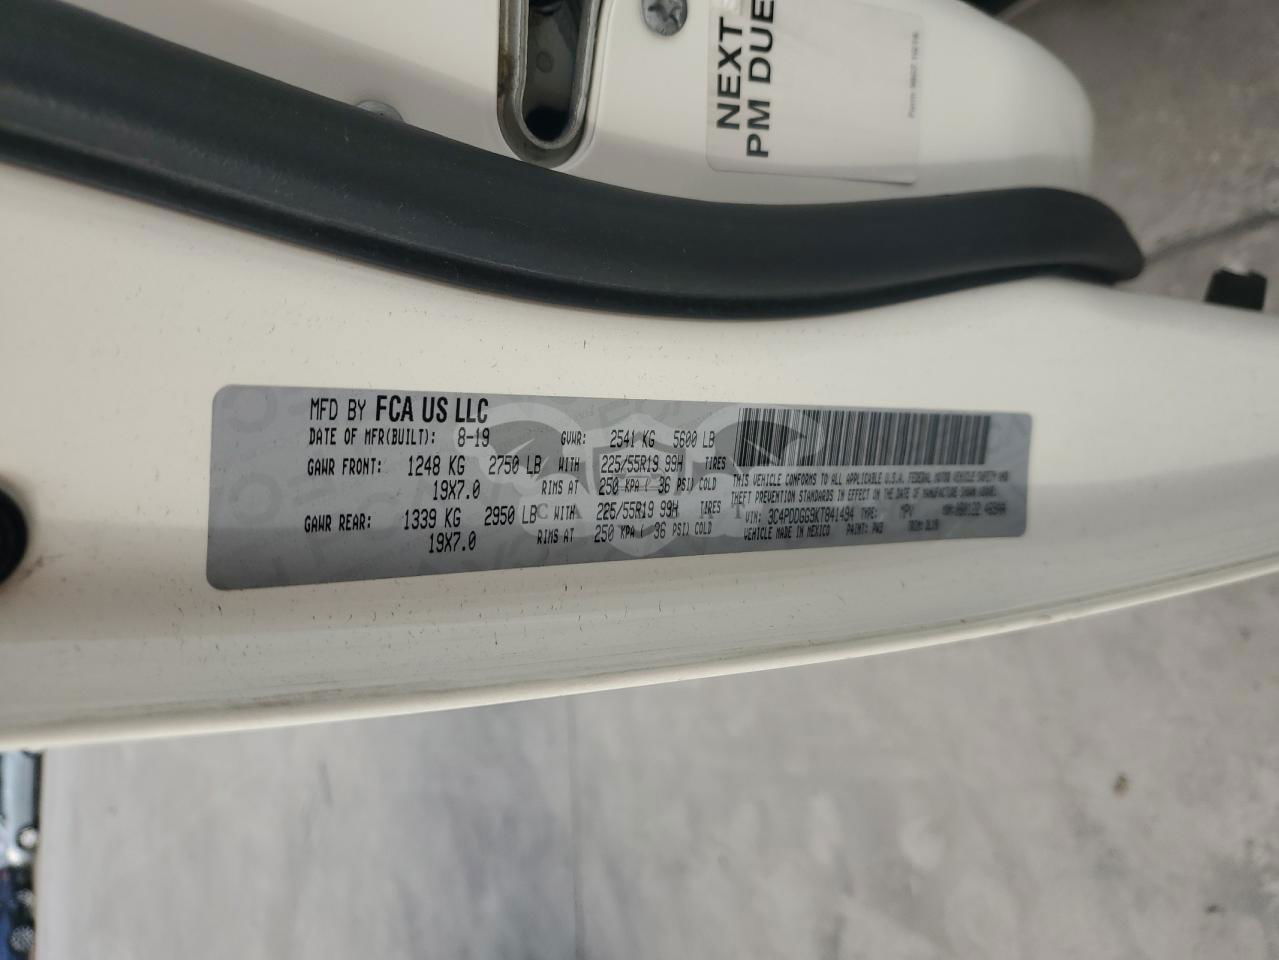 NEXT
PM DUE
MFD BY FCA US LLC
DATE OF MFR(BUILT): 8-19 GVWR: 2541 KG 5600 LB
GAWR FRONT: 1248 KG 2750 LB WITH 225/55R19 99H TIRES
19X7.0 RIMS AT 250 KPA ( 36 PSI) COLD
GAWR REAR: 1339 KG 2950 LB WITH 225/55R19 99H TIRES
19X7.0 RIMS AT 250 KPA ( 36 PSI) COLD
THIS VEHICLE CONFORMS TO ALL APPLICABLE U.S.A. FEDERAL MOTOR VEHICLE SAFETY AND
THEFT PREVENTION STANDARDS IN EFFECT ON THE DATE OF MANUFACTURE SHOWN ABOVE.
VIN: 3C4PDDGG9KT841494 TYPE: MPV
VEHICLE MADE IN MEXICO PAINT: PW3